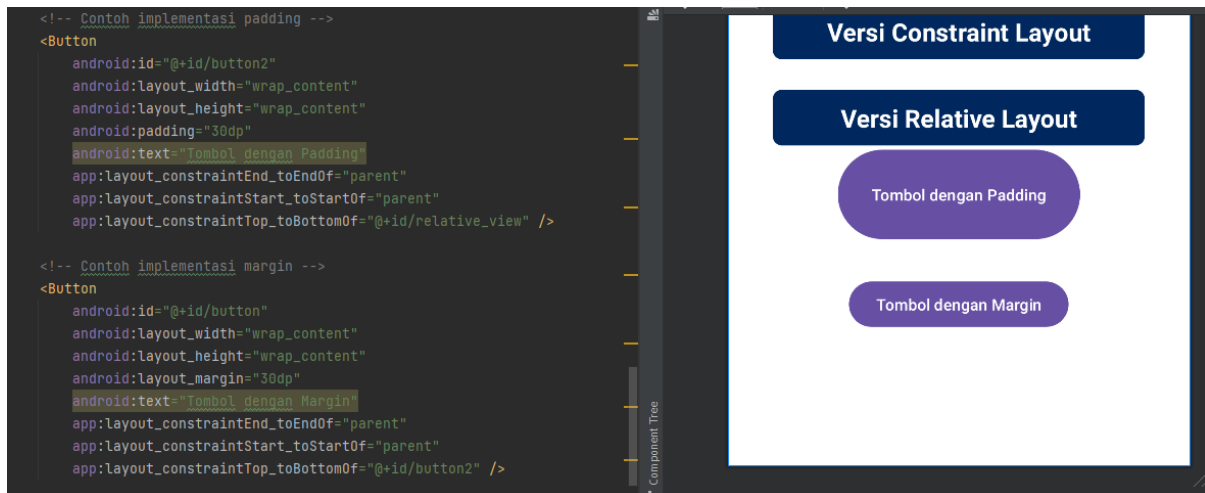 <!-- Contoh implementasi padding -->
<Button
android:id="@+id/button2"
android:layout_width="wrap_content"
android:layout_height="wrap_content"
android:padding="30dp"
android:text="Tombol dengan Padding"
app:layout_constraintEnd_toEndOf="parent"
app:layout_constraintStart_toStartOf="parent"
app:layout_constraintTop_toBottomOf="@+id/relative_view" />
<!-- Contoh implementasi margin -->
<Button
android:id="@+id/button"
android:layout_width="wrap_content"
android:layout_height="wrap_content"
android:layout_margin="30dp"
android:text="Tombol dengan Margin"
app:layout_constraintEnd_toEndOf="parent"
app:layout_constraintStart_toStartOf="parent"
app:layout_constraintTop_toBottomOf="@+id/button2" />
Component Tree
Versi Constraint Layout
Versi Relative Layout
Tombol dengan Padding
Tombol dengan Margin